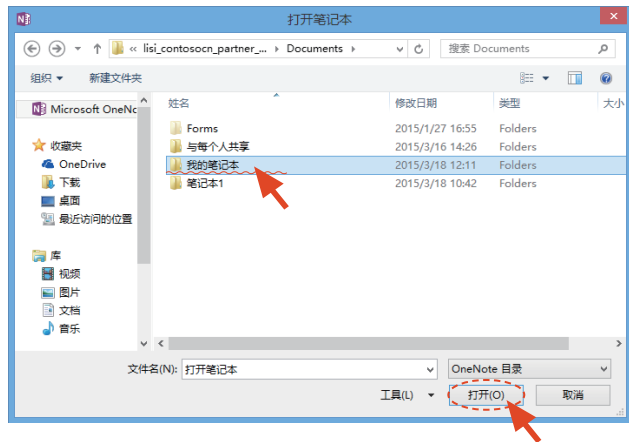 打开笔记本
« lisi_contosocn_partner_... Documents
搜索 Documents
组织 新建文件夹
Microsoft OneNo
姓名 修改日期 类型 大小
Forms 2015/1/27 16:55 Folders
与每个人共享 2015/3/16 14:26 Folders
我的笔记本 2015/3/18 12:11 Folders
笔记本1 2015/3/18 10:42 Folders
收藏夹
OneDrive
下载
桌面
最近访问的位置
库
视频
图片
文档
音乐
文件名(N): 打开笔记本 OneNote 目录
工具(L) 打开(O) 取消